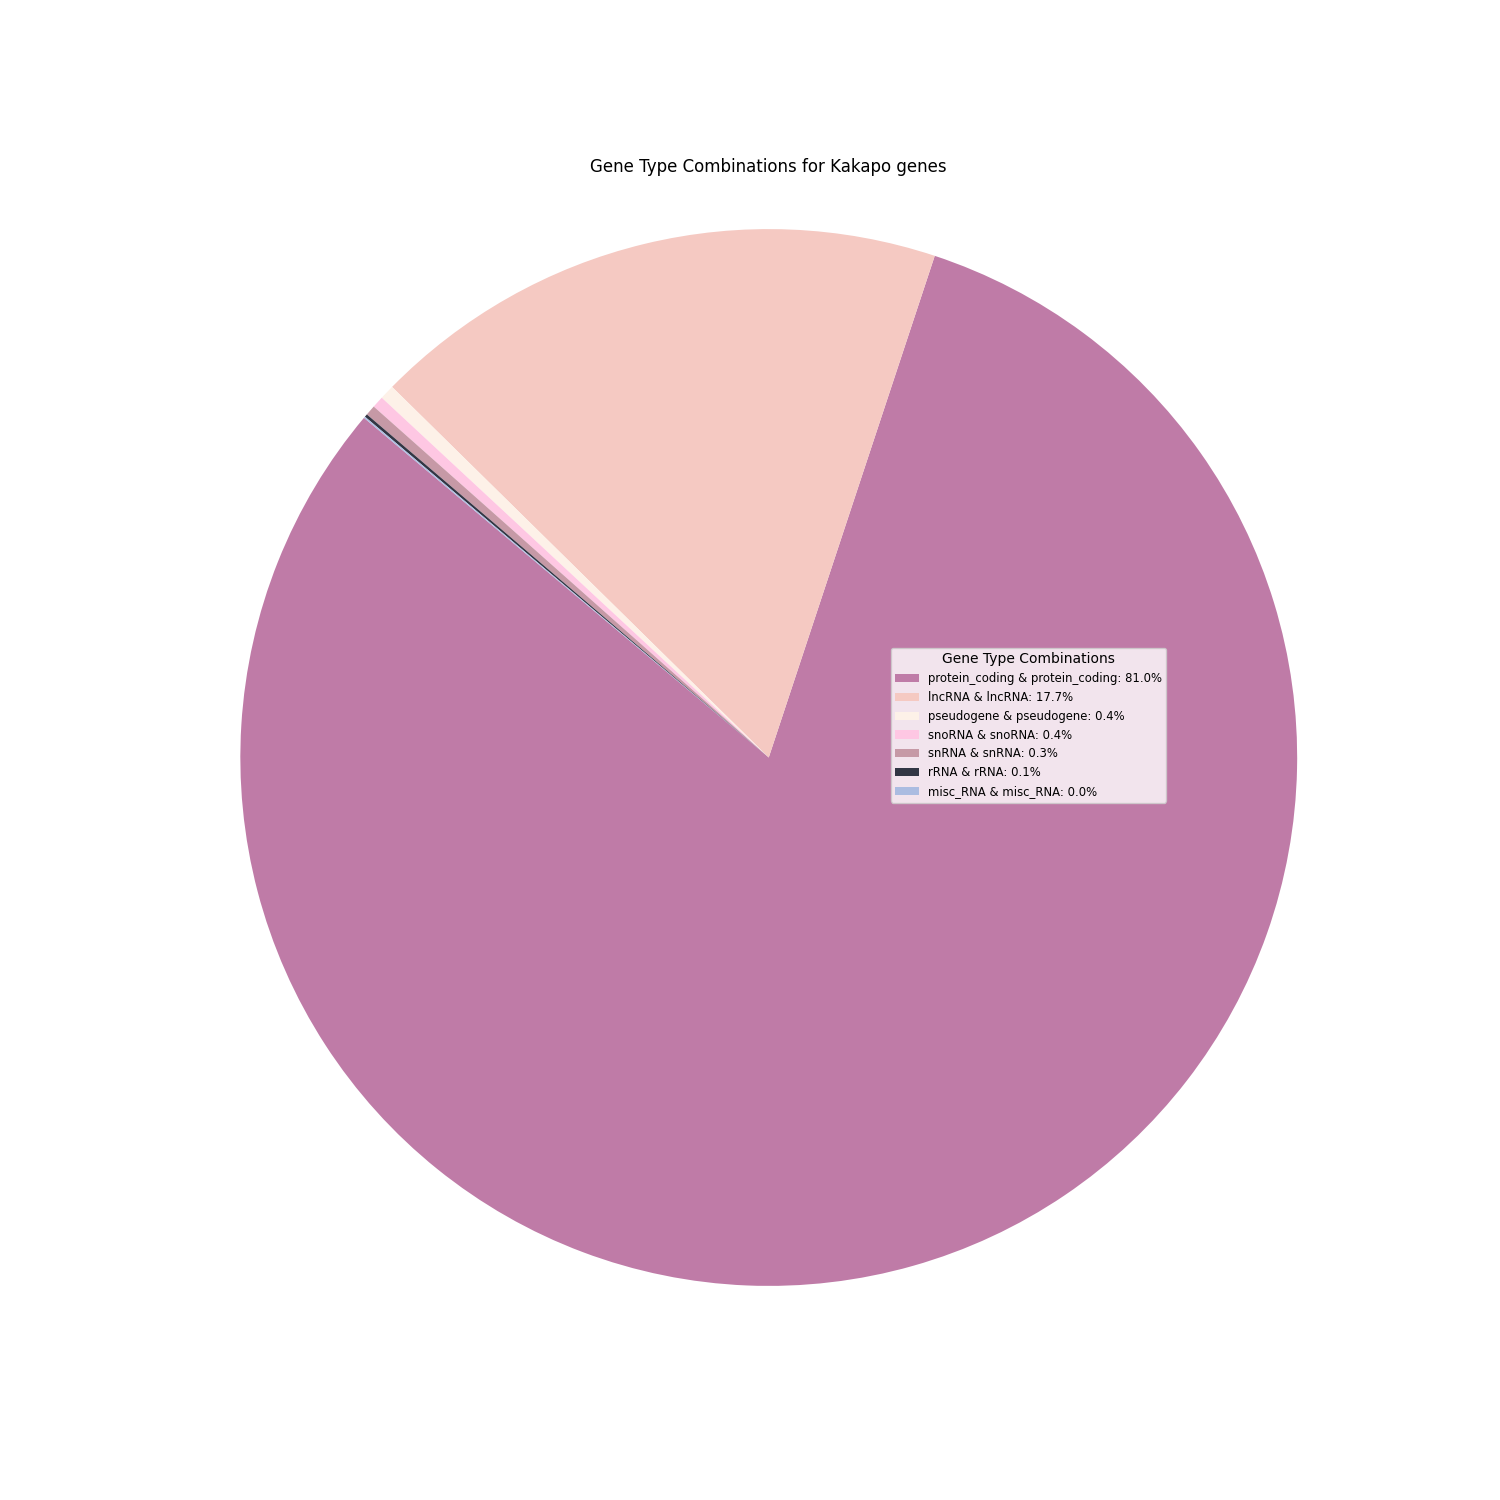 Gene Type Combinations for Kakapo genes
Gene Type Combinations
protein_coding & protein_coding: 81.0%
lncRNA & lncRNA: 17.7%
pseudogene & pseudogene: 0.4%
snoRNA & snoRNA: 0.4%
snRNA & snRNA: 0.3%
rRNA & rRNA: 0.1%
misc_RNA & misc_RNA: 0.0%